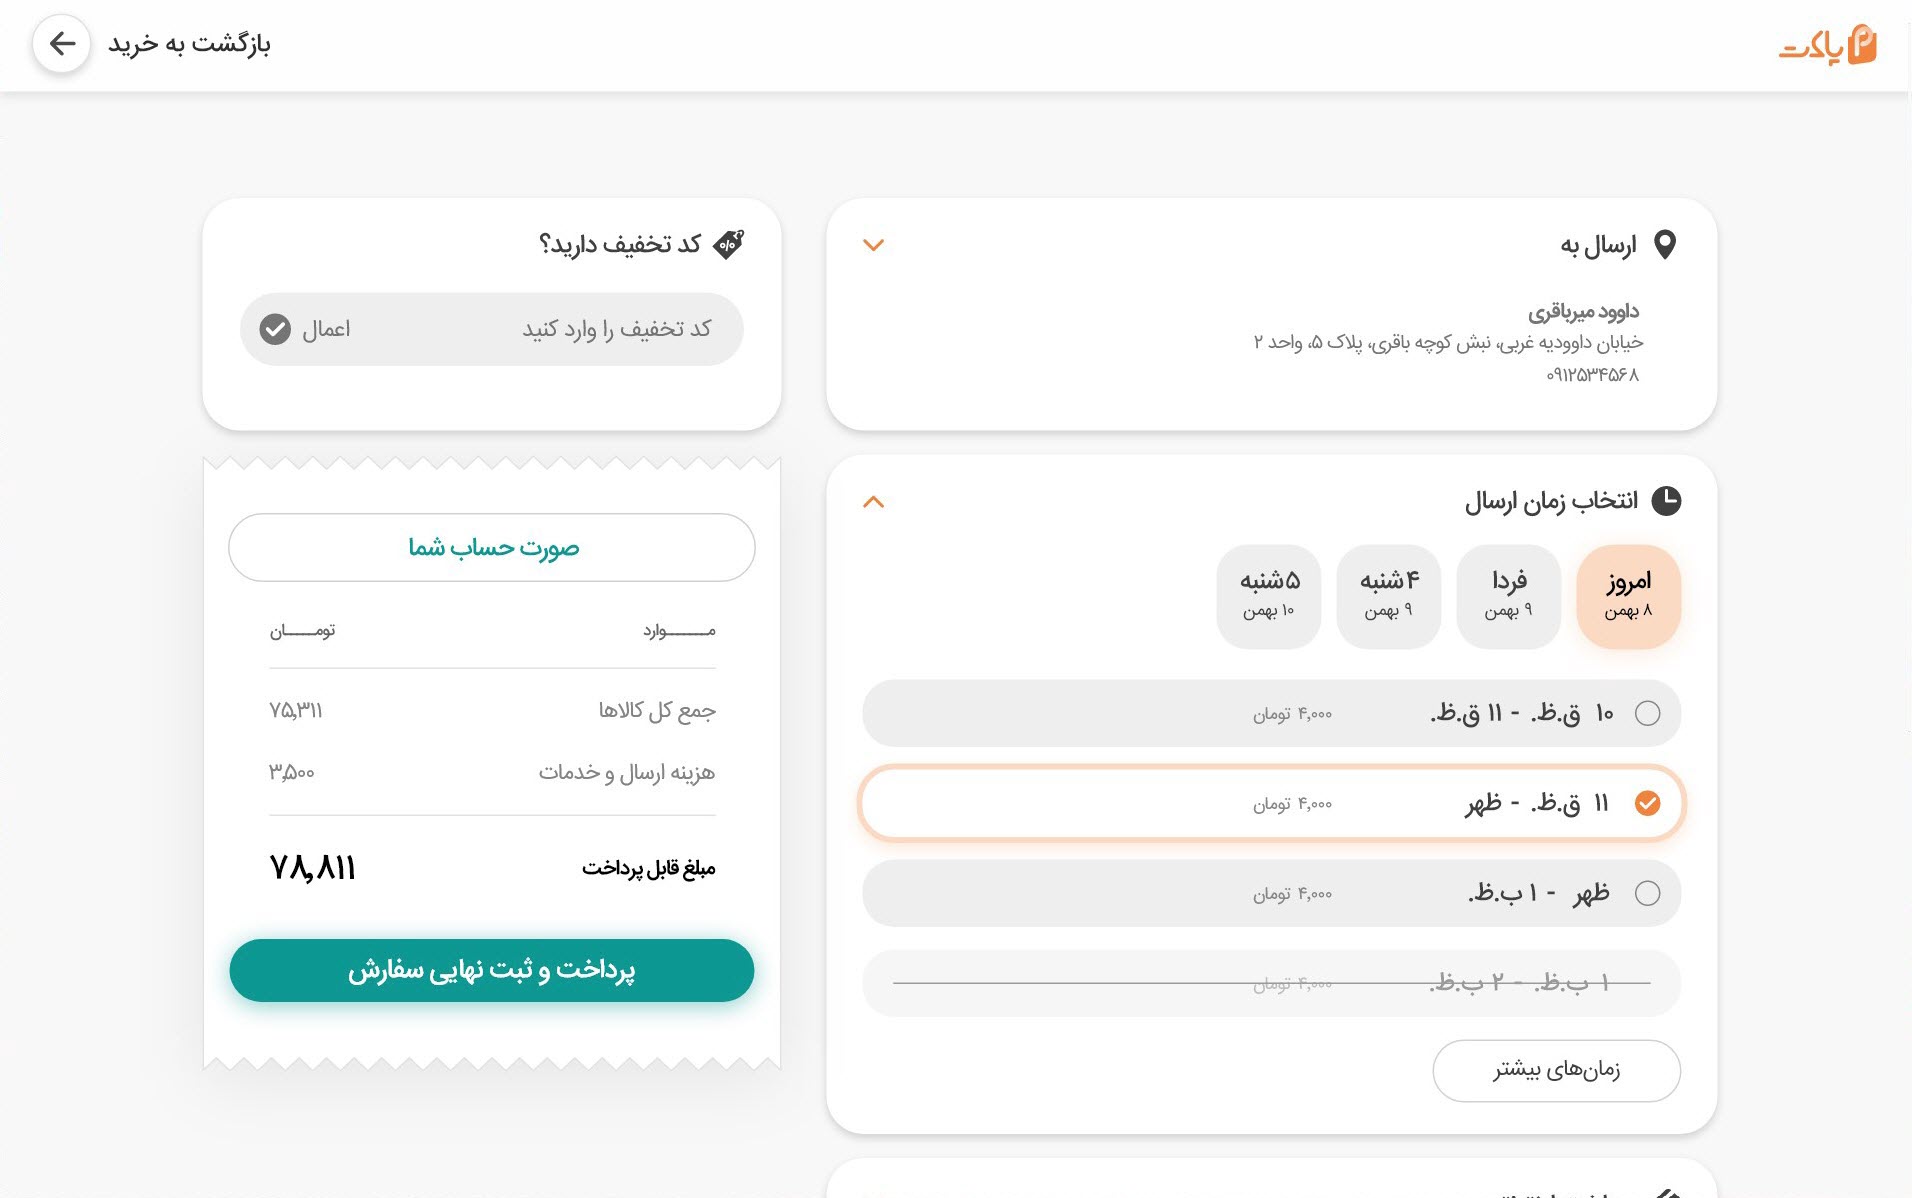 پاکت
بازگشت به خرید
ارسال به
داوود میرباقری
خیابان داوودیه غربی، نبش کوچه باقری، پلاک ۵، واحد ۲
۰۹۱۲۵۳۴۵۶۸
انتخاب زمان ارسال
امروز
۸ بهمن
فردا
۹ بهمن
۴شنبه
۹ بهمن
۵شنبه
۱۰ بهمن
۱۰ ق.ظ. - ۱۱ ق.ظ.
۴,۰۰۰ تومان
۱۱ ق.ظ. - ظهر
۴,۰۰۰ تومان
ظهر - ۱ ب.ظ.
۴,۰۰۰ تومان
۱ ب.ظ. - ۲ ب.ظ.
۴,۰۰۰ تومان
زمان‌های بیشتر
کد تخفیف دارید؟
کد تخفیف را وارد کنید
اعمال
صورت حساب شما
مـــــــوارد تومـــــان
جمع کل کالاها ۷۵,۳۱۱
هزینه ارسال و خدمات ۳,۵۰۰
مبلغ قابل پرداخت ۷۸,۸۱۱
پرداخت و ثبت نهایی سفارش